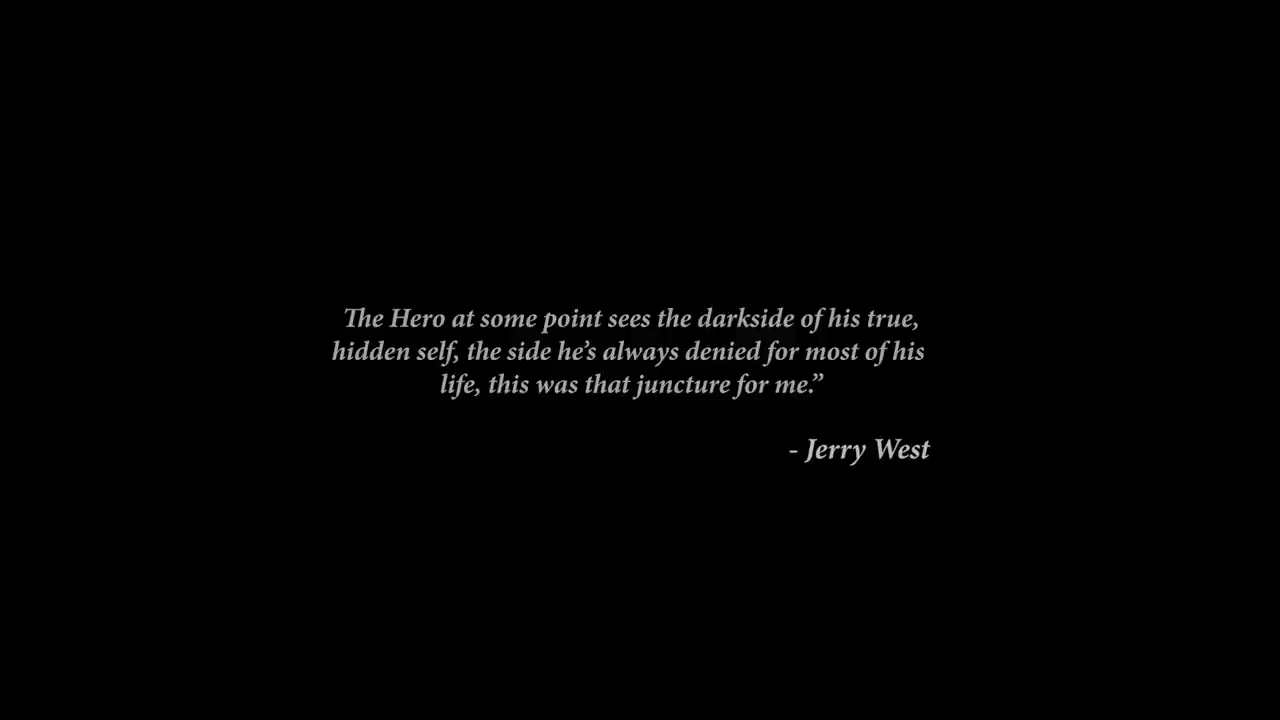 The Hero at some point sees the darkside of his true,
hidden self, the side he’s always denied for most of his
life, this was that juncture for me.”
- Jerry West